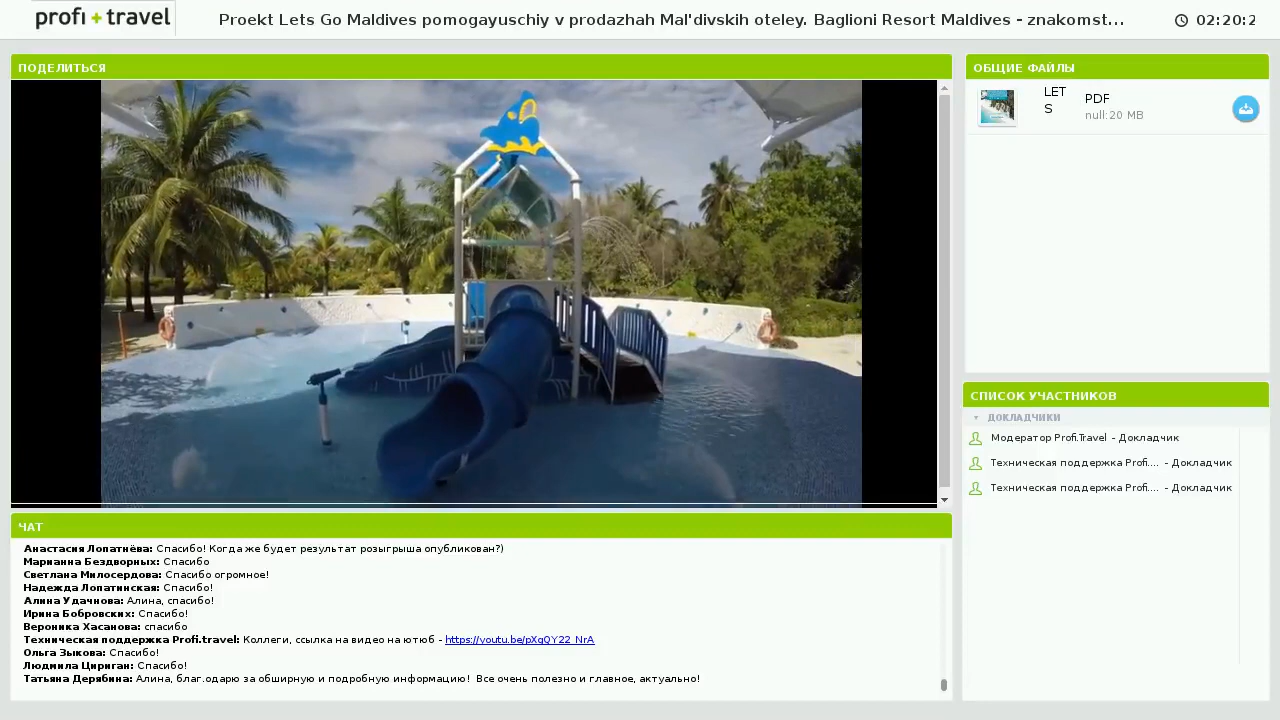 profi + travel
Proekt Lets Go Maldives pomogayuschiy v prodazhah Mal'divskih oteley. Baglioni Resort Maldives - znakomst...
02:20:2
ПОДЕЛИТЬСЯ
ОБЩИЕ ФАЙЛЫ
LET
S
PDF
null:20 MB
СПИСОК УЧАСТНИКОВ
ДОКЛАДЧИКИ
Модератор Profi.Travel - Докладчик
Техническая поддержка Profi.... - Докладчик
Техническая поддержка Profi.... - Докладчик
ЧАТ
Анастасия Лопатнёва: Спасибо! Когда же будет результат розыгрыша опубликован?)
Марианна Бездворных: Спасибо
Светлана Милосердова: Спасибо огромное!
Надежда Лопатинская: Спасибо!
Алина Удачнова: Алина, спасибо!
Ирина Бобровских: Спасибо!
Вероника Хасанова: спасибо
Техническая поддержка Profi.travel: Коллеги, ссылка на видео на ютюб - https://youtu.be/pXqQY22_NrA
Ольга Зыкова: Спасибо!
Людмила Цириган: Спасибо!
Татьяна Дерябина: Алина, благ.одарю за обширную и подробную информацию! Все очень полезно и главное, актуально!